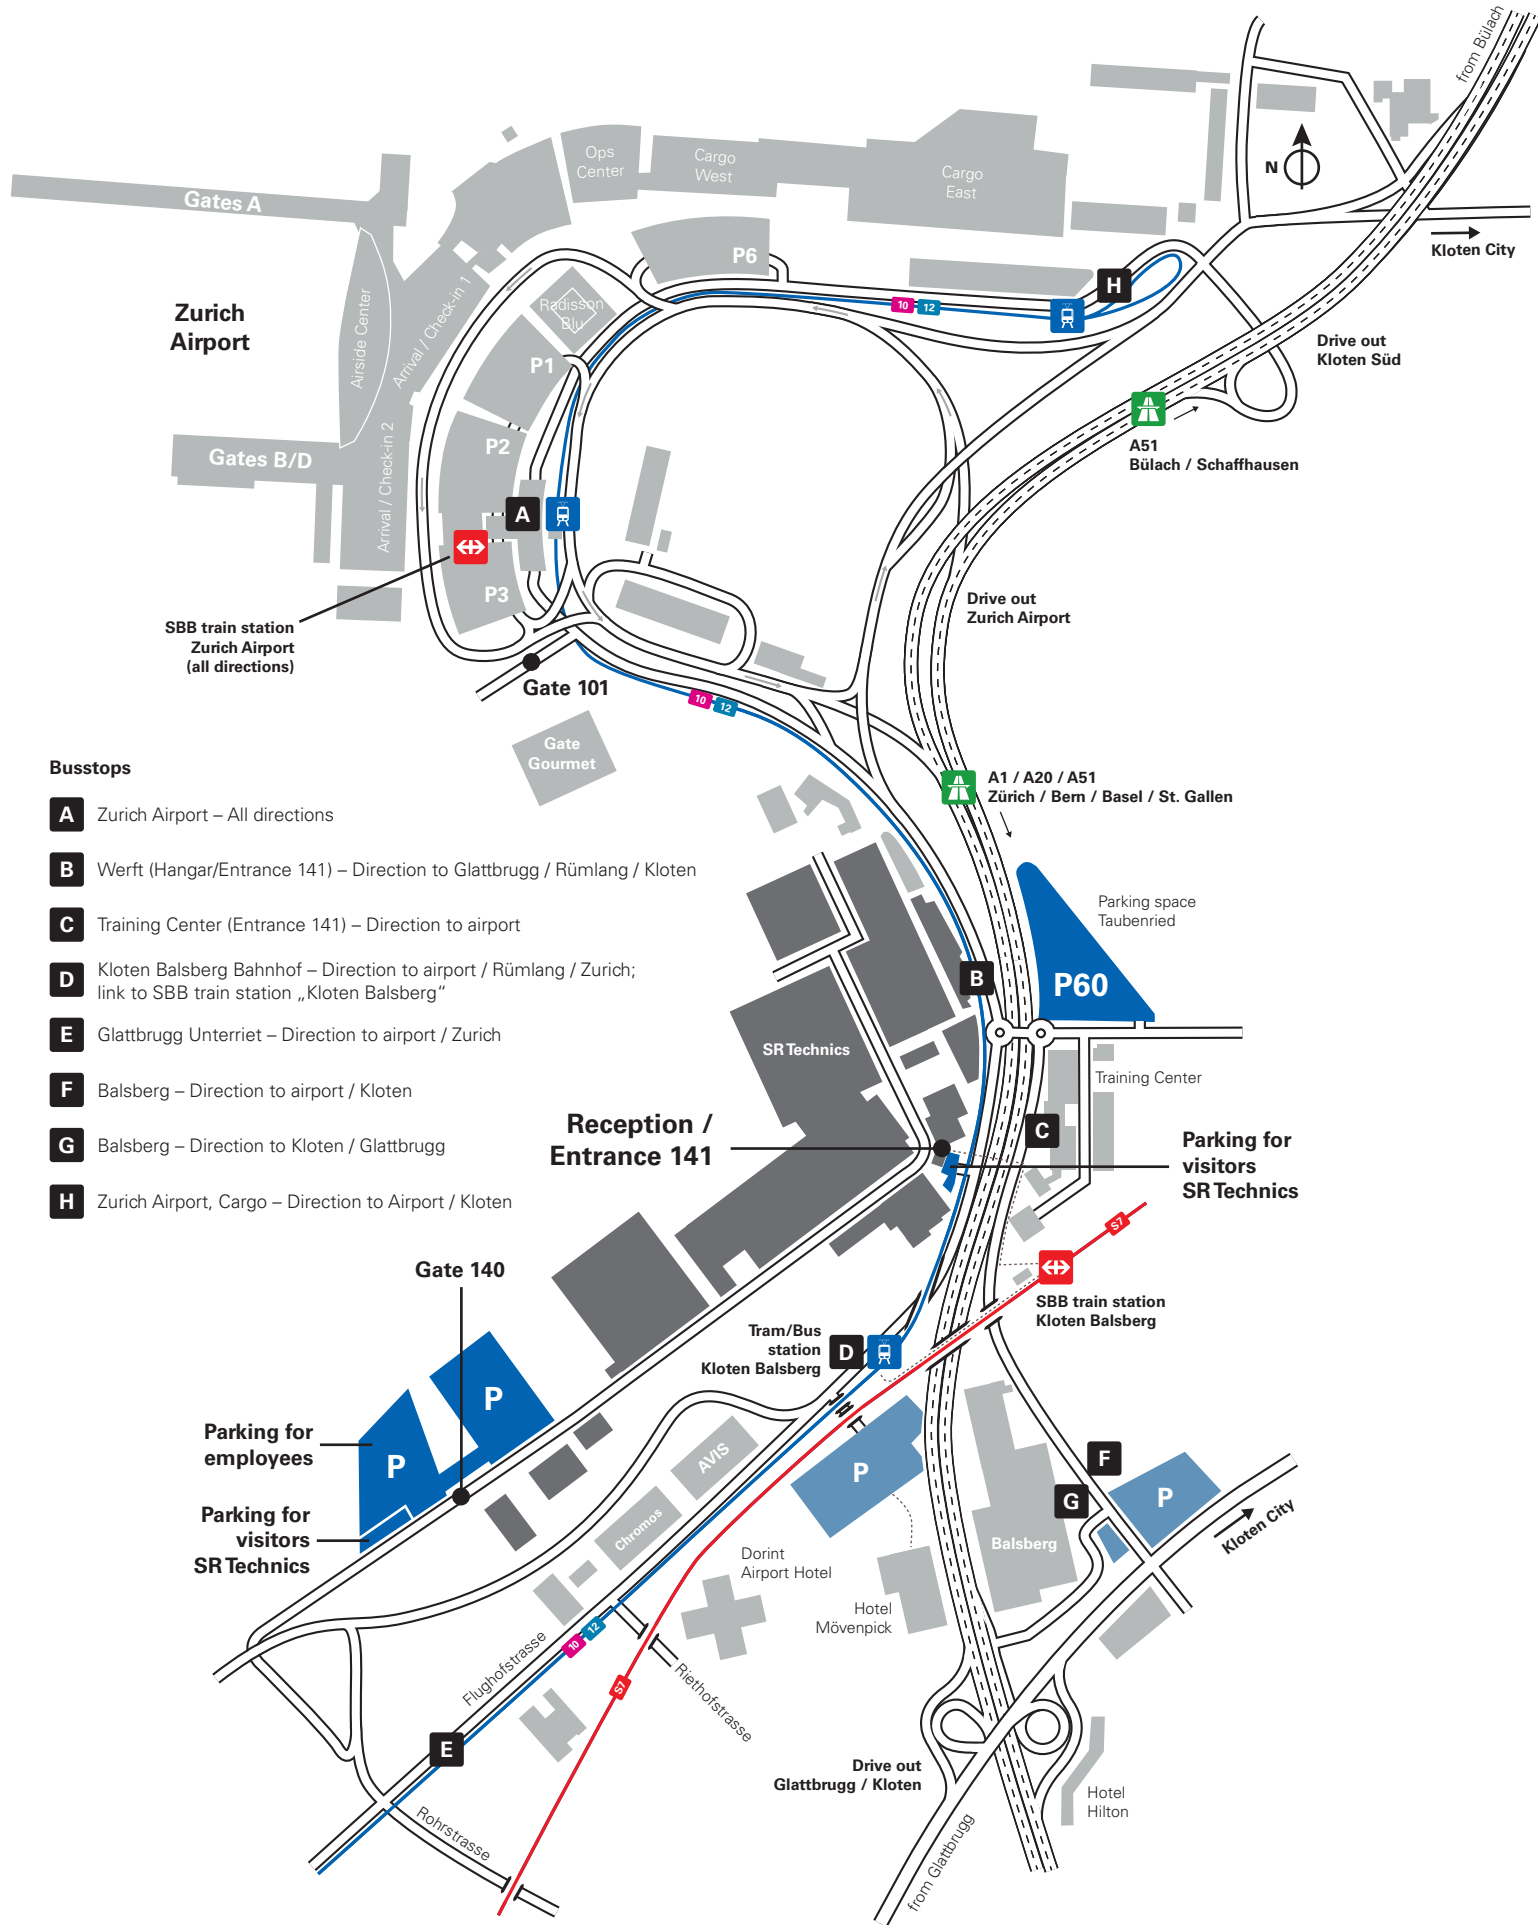 from Bülach
Ops
Center
Cargo
West
Cargo
East
N
Gates A
Kloten City
P6
H
Zurich
Airport
Airside Center
Arrival / Check-in 1
Radisson
Blu
10
12
Drive out
Kloten Süd
P1
A51
Bülach / Schaffhausen
P2
Gates B/D
Arrival / Check-in 2
A
P3
Drive out
Zurich Airport
SBB train station
Zurich Airport
(all directions)
Gate 101
10
12
Gate
Gourmet
Busstops
A1 / A20 / A51
Zürich / Bern / Basel / St. Gallen
A Zurich Airport – All directions
B Werft (Hangar/Entrance 141) – Direction to Glattbrugg / Rümlang / Kloten
C Training Center (Entrance 141) – Direction to airport
D Kloten Balsberg Bahnhof – Direction to airport / Rümlang / Zurich;
link to SBB train station „Kloten Balsberg“
E Glattbrugg Unterriet – Direction to airport / Zurich
F Balsberg – Direction to airport / Kloten
G Balsberg – Direction to Kloten / Glattbrugg
H Zurich Airport, Cargo – Direction to Airport / Kloten
Parking space
Taubenried
P60
B
SR Technics
Training Center
Reception /
Entrance 141
C
Parking for
visitors
SR Technics
S7
Gate 140
SBB train station
Kloten Balsberg
Tram/Bus
station
Kloten Balsberg
D
P
Parking for
employees
P
AVIS
P
F
G
P
Parking for
visitors
SR Technics
Chromos
Kloten City
Balsberg
Dorint
Airport Hotel
Hotel
Mövenpick
10
12
Flughofstrasse
S7
Riethofstrasse
E
Drive out
Glattbrugg / Kloten
Hotel
Hilton
Rohrstrasse
from Glattbrugg